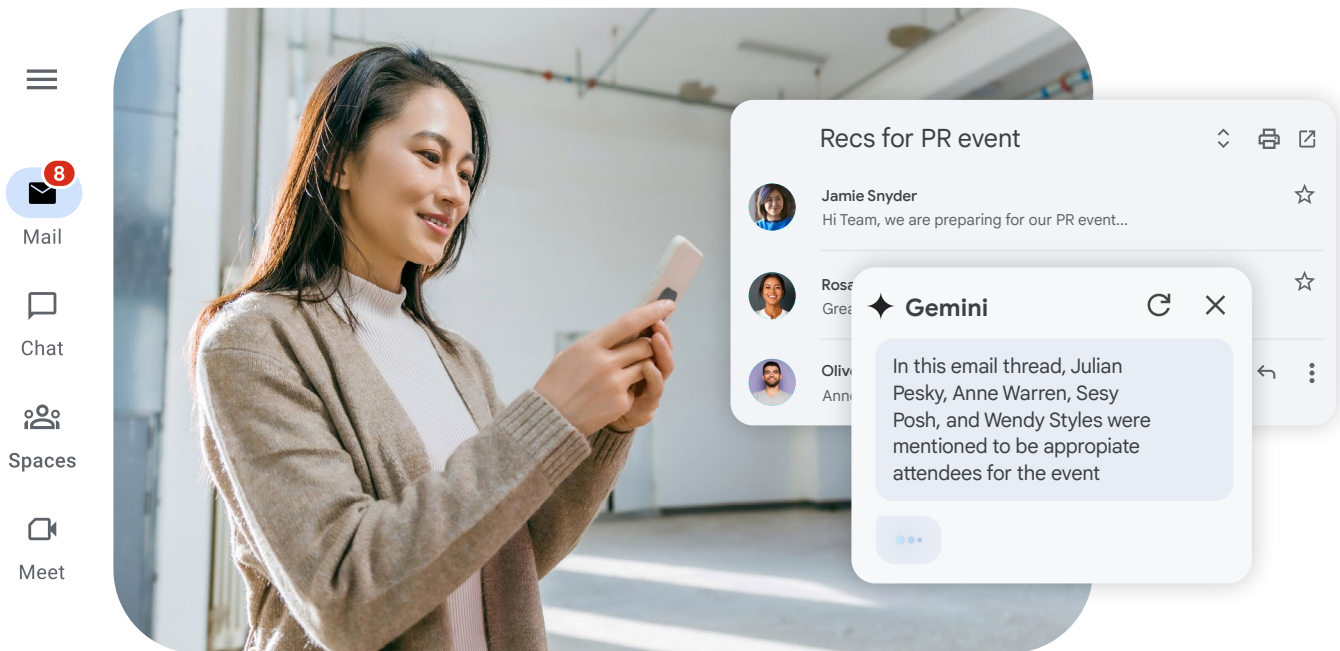 8
Mail
Chat
Spaces
Meet
Recs for PR event
Jamie Snyder
Hi Team, we are preparing for our PR event...
Gemini
In this email thread, Julian
Pesky, Anne Warren, Sesy
Posh, and Wendy Styles were
mentioned to be appropiate
attendees for the event